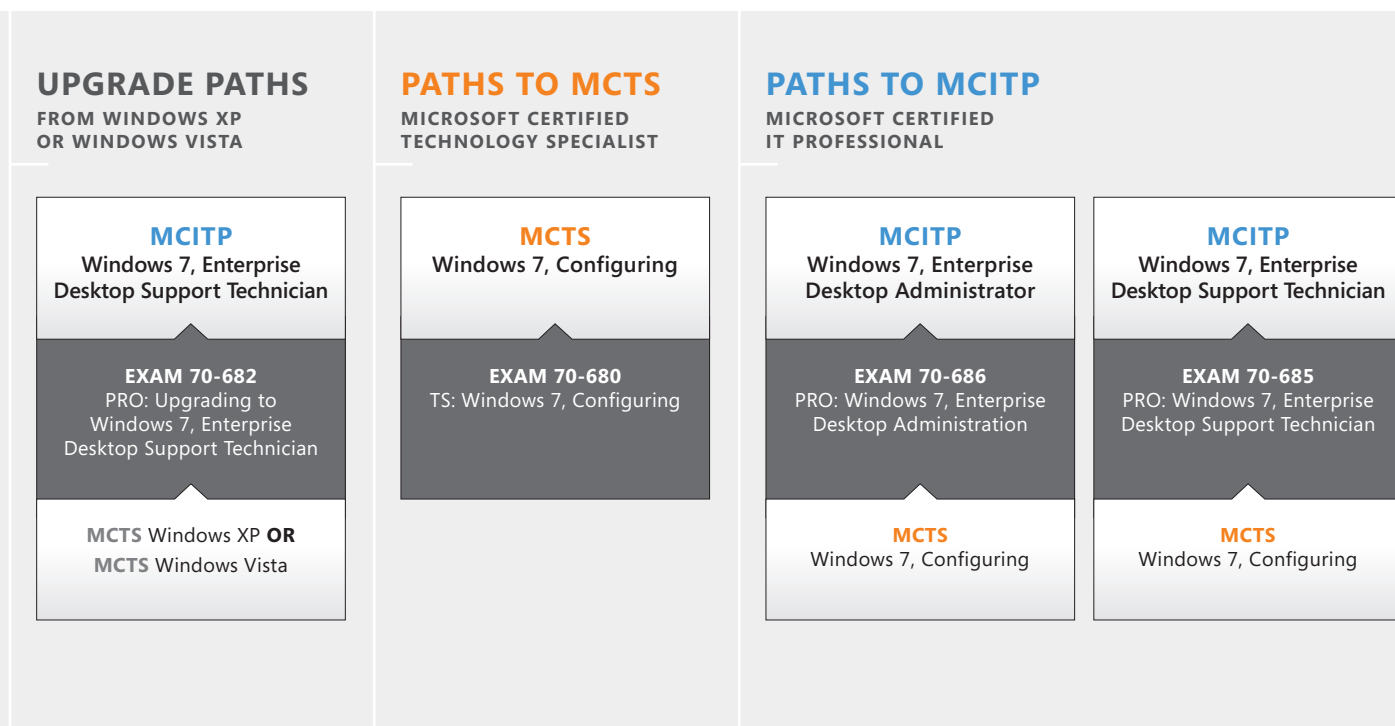 UPGRADE PATHS
FROM WINDOWS XP
OR WINDOWS VISTA
MCITP
Windows 7, Enterprise
Desktop Support Technician
EXAM 70-682
PRO: Upgrading to
Windows 7, Enterprise
Desktop Support Technician
MCTS Windows XP OR
MCTS Windows Vista
PATHS TO MCTS
MICROSOFT CERTIFIED
TECHNOLOGY SPECIALIST
MCTS
Windows 7, Configuring
EXAM 70-680
TS: Windows 7, Configuring
PATHS TO MCITP
MICROSOFT CERTIFIED
IT PROFESSIONAL
MCITP
Windows 7, Enterprise
Desktop Administrator
EXAM 70-686
PRO: Windows 7, Enterprise
Desktop Administration
MCTS
Windows 7, Configuring
MCITP
Windows 7, Enterprise
Desktop Support Technician
EXAM 70-685
PRO: Windows 7, Enterprise
Desktop Support Technician
MCTS
Windows 7, Configuring